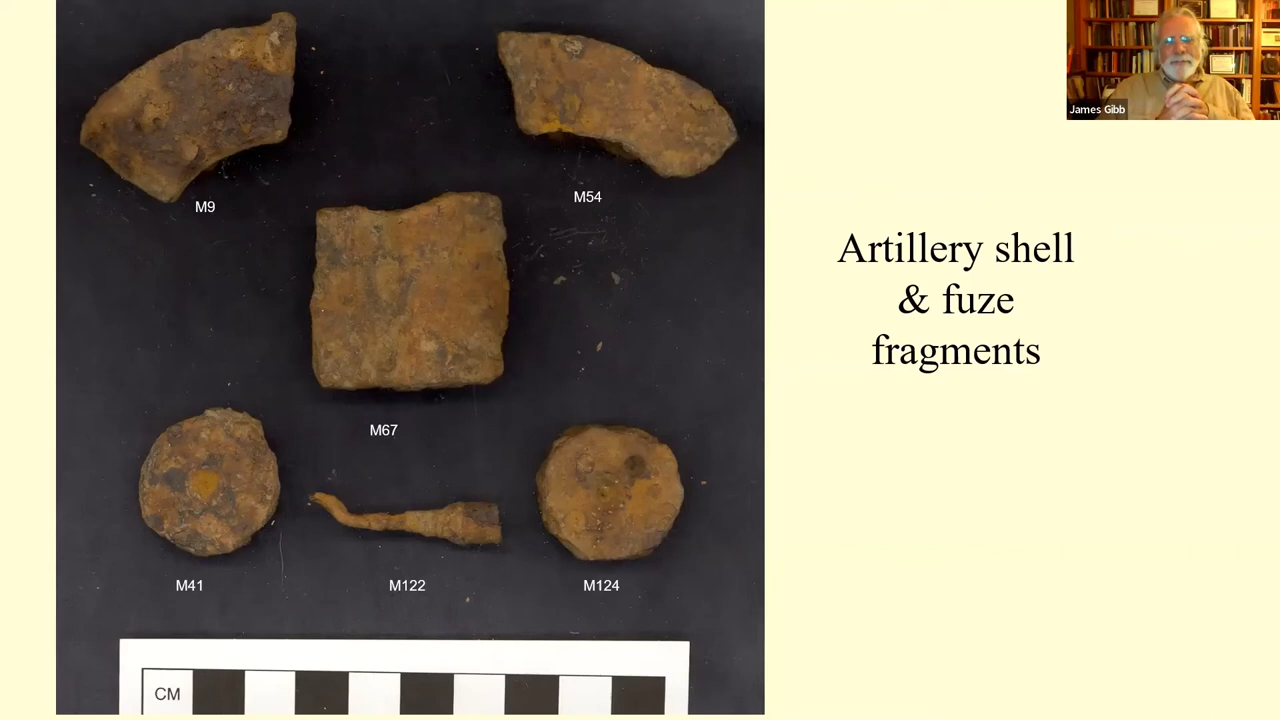 James Gibb
M9
M54
M67
M41
M122
M124
CM
Artillery shell
& fuze
fragments